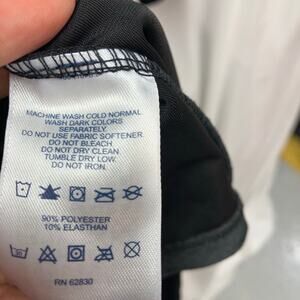 MACHINE WASH COLD NORMAL
WASH DARK COLORS
SEPARATELY.
DO NOT USE FABRIC SOFTENER.
DO NOT BLEACH
DO NOT DRY CLEAN.
TUMBLE DRY LOW.
DO NOT IRON.
90% POLYESTER
10% ELASTHAN
30
RN 62830